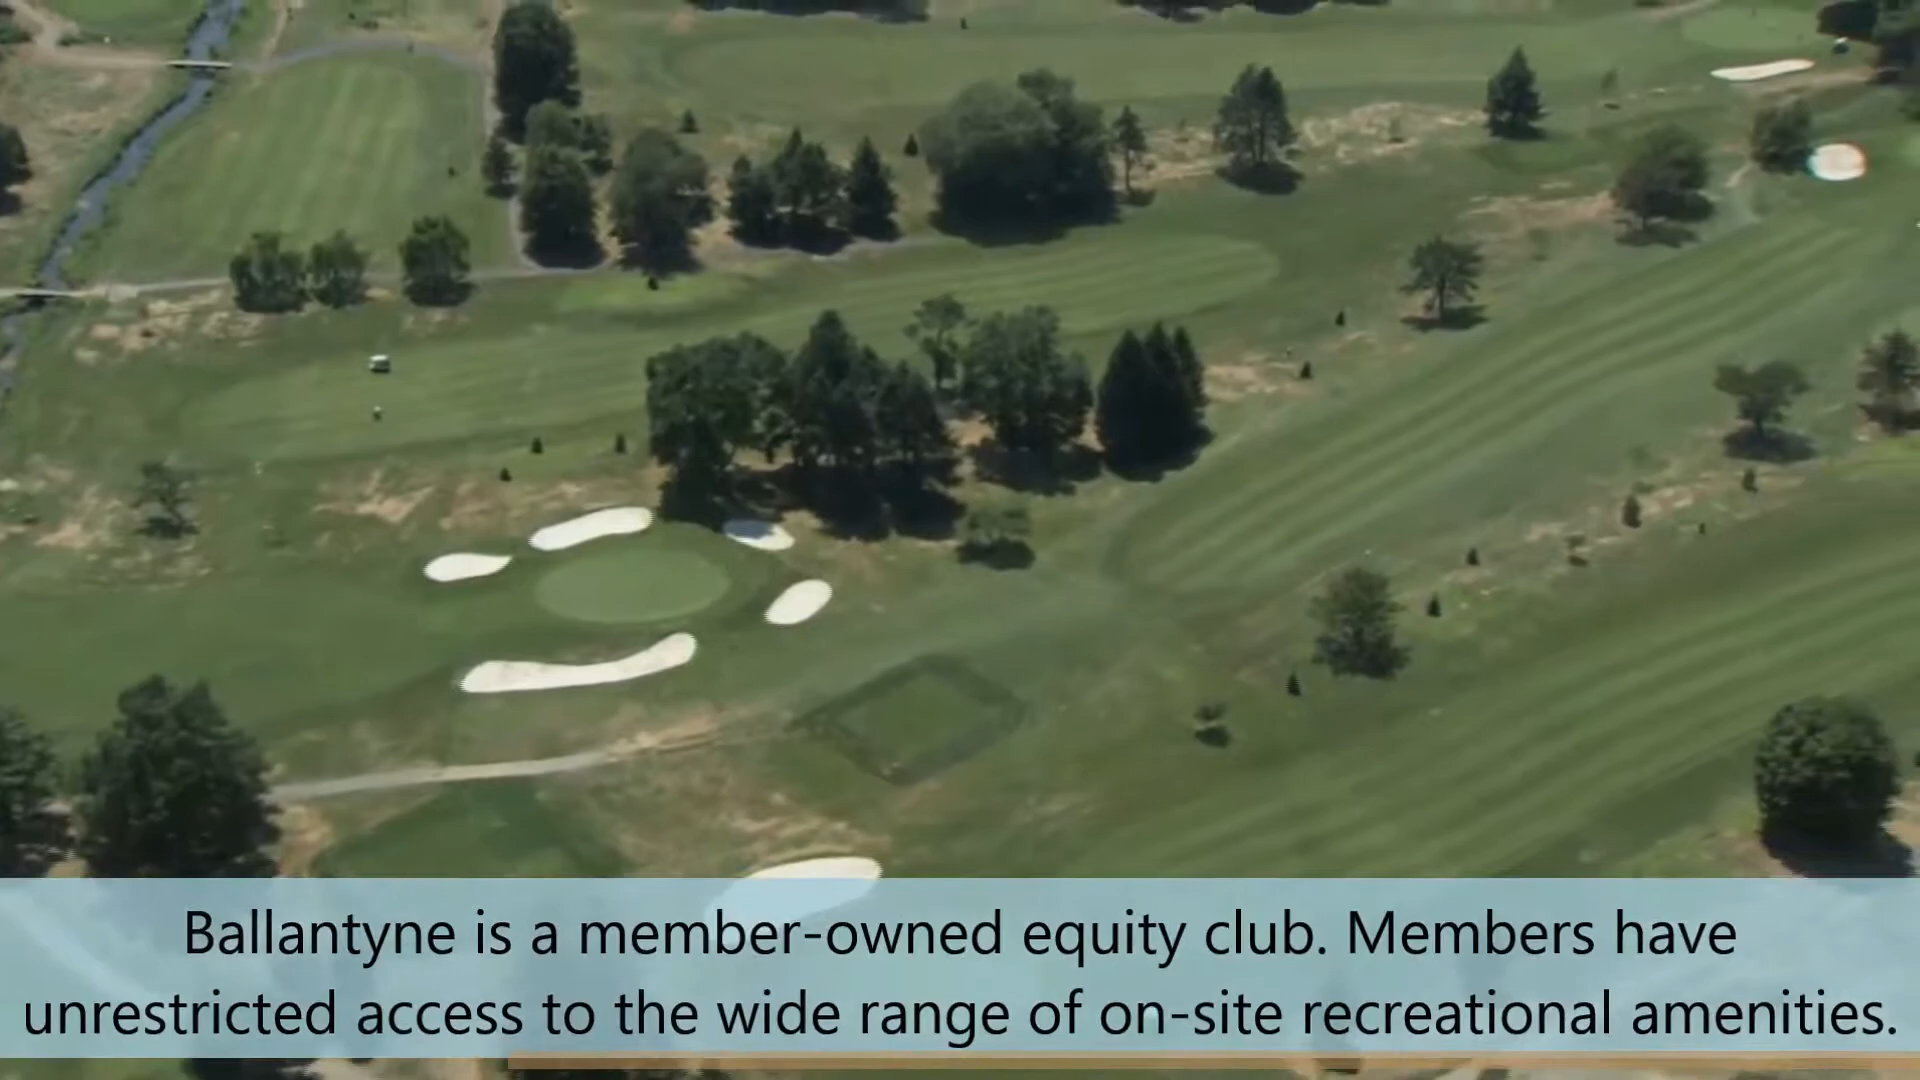 Ballantyne is a member-owned equity club. Members have
unrestricted access to the wide range of on-site recreational amenities.